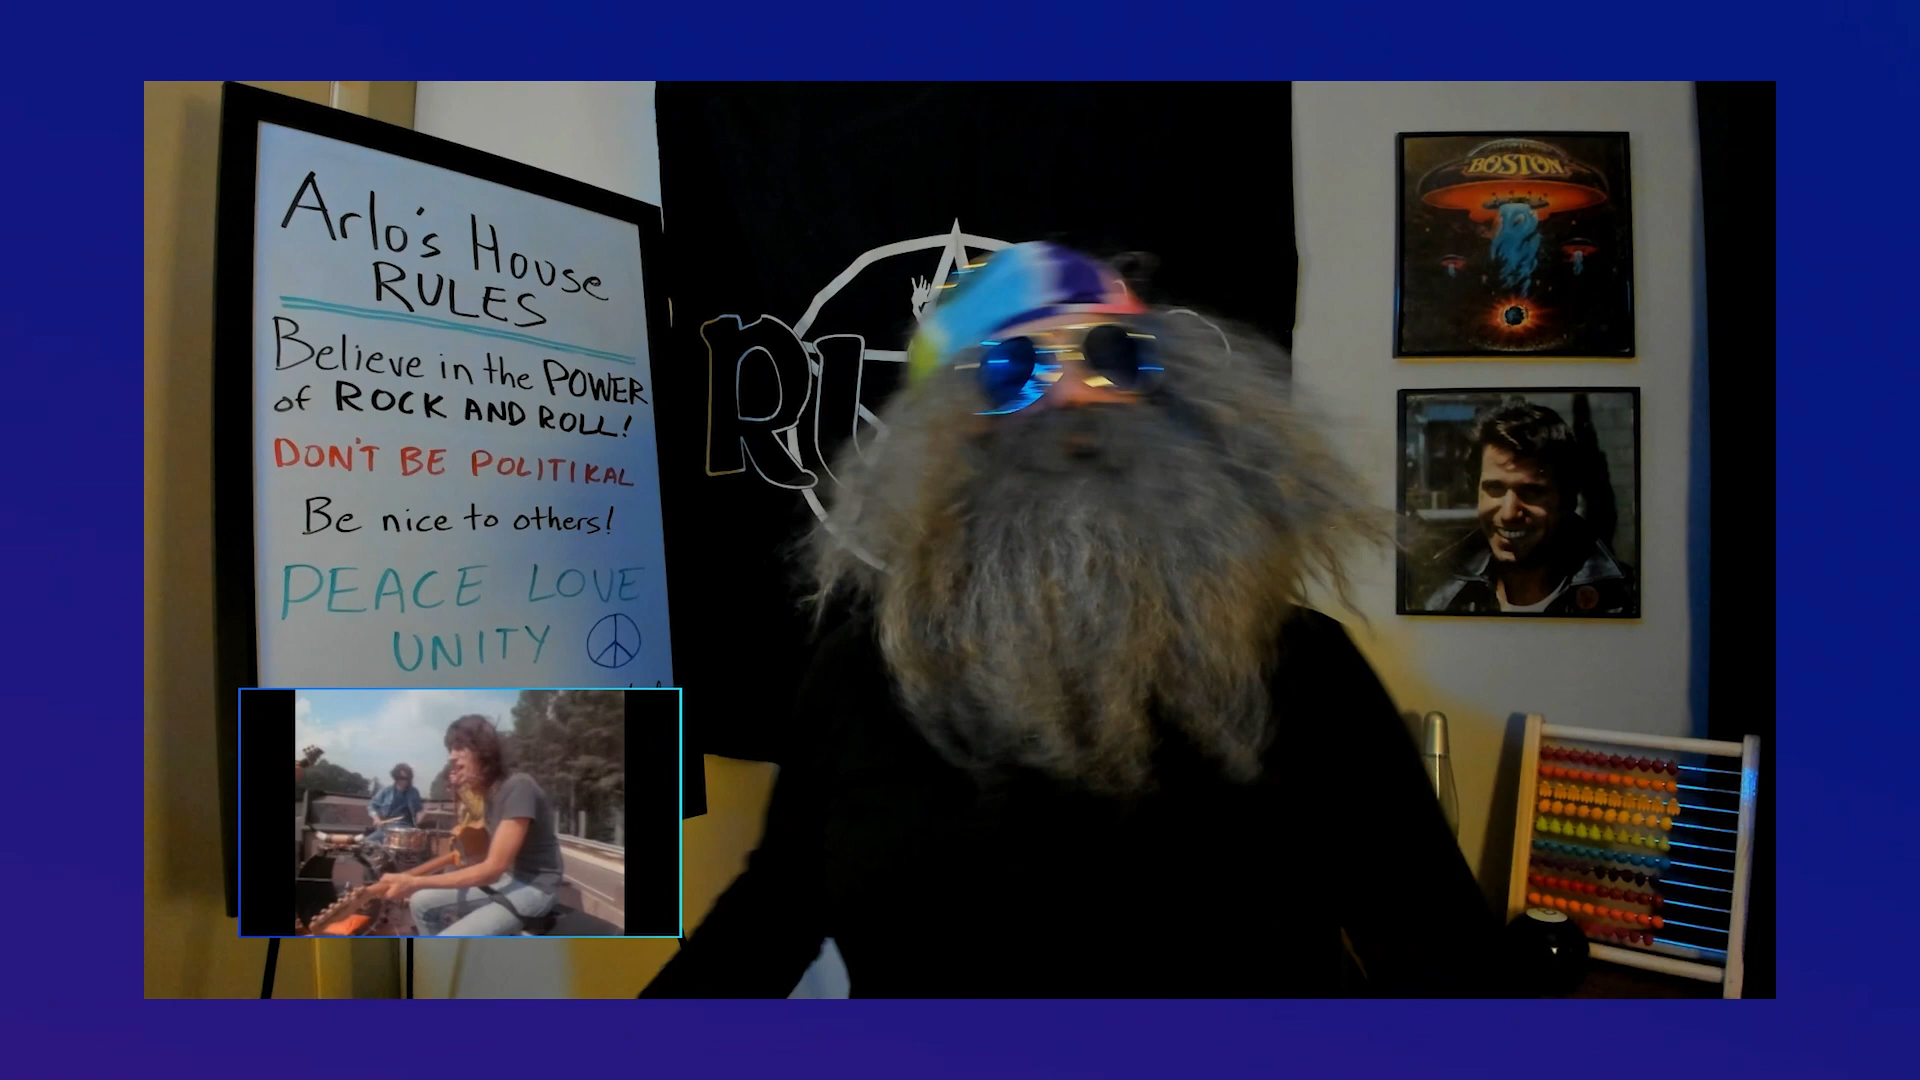 Arlo's House
RULES
Believe in the POWER
of ROCK AND ROLL!
DON'T BE POLITIKAL
Be nice to others!
PEACE LOVE
UNITY
BOSTON